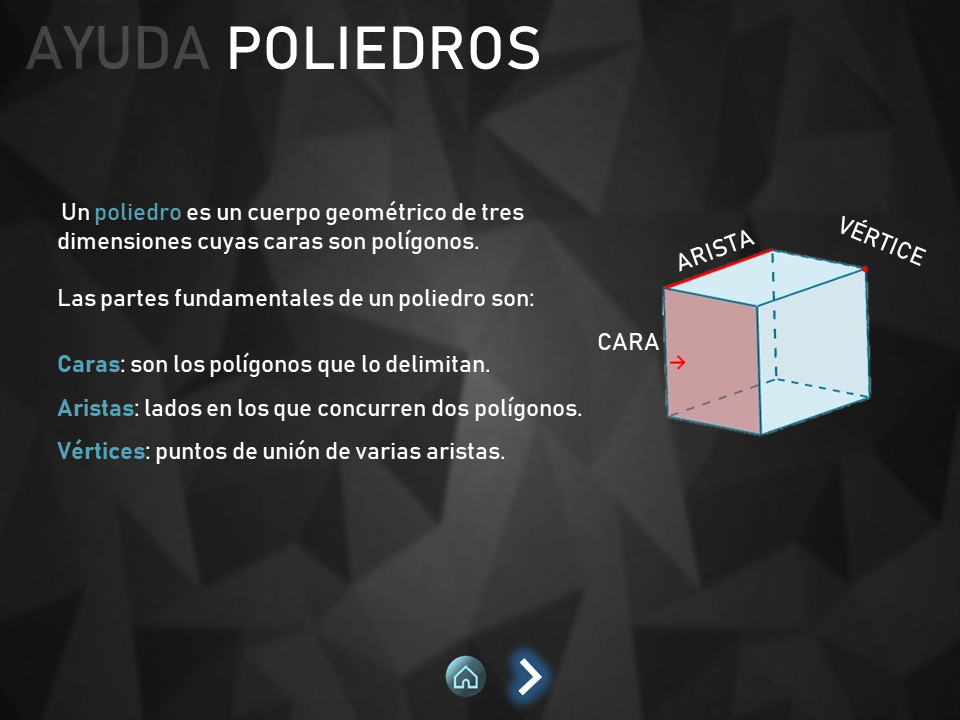 AYUDA POLIEDROS
Un poliedro es un cuerpo geométrico de tres
dimensiones cuyas caras son polígonos.
Las partes fundamentales de un poliedro son:
Caras: son los polígonos que lo delimitan.
Aristas: lados en los que concurren dos polígonos.
Vértices: puntos de unión de varias aristas.
ARISTA
VÉRTICE
CARA